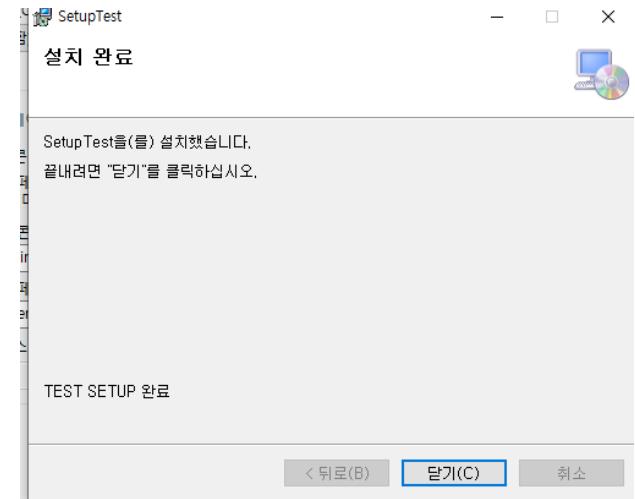 SetupTest
설치 완료
SetupTest을(를) 설치했습니다.
끝내려면 "닫기"를 클릭하십시오.
TEST SETUP 완료
< 뒤로(B) 닫기(C) 취소